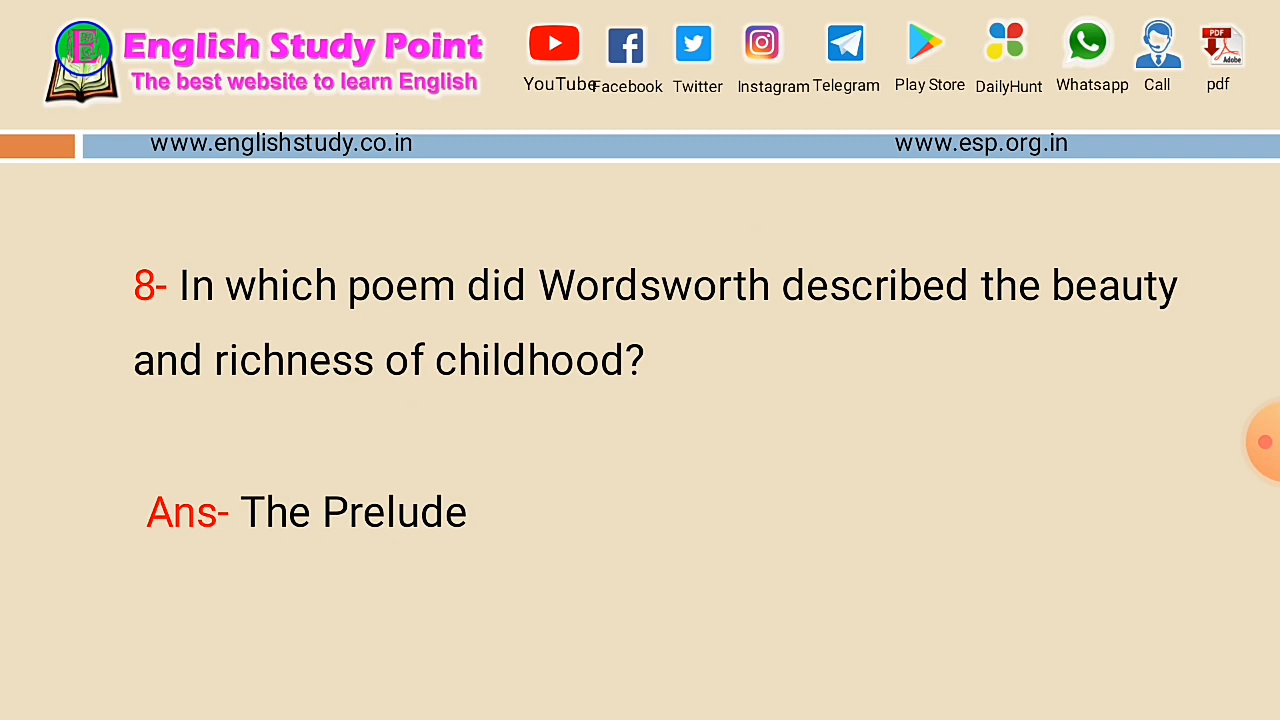 English Study Point
The best website to learn English
YouTube Facebook Twitter Instagram Telegram Play Store DailyHunt Whatsapp Call pdf
PDF
Adobe
www.englishstudy.co.in www.esp.org.in
8- In which poem did Wordsworth described the beauty
and richness of childhood?
Ans- The Prelude